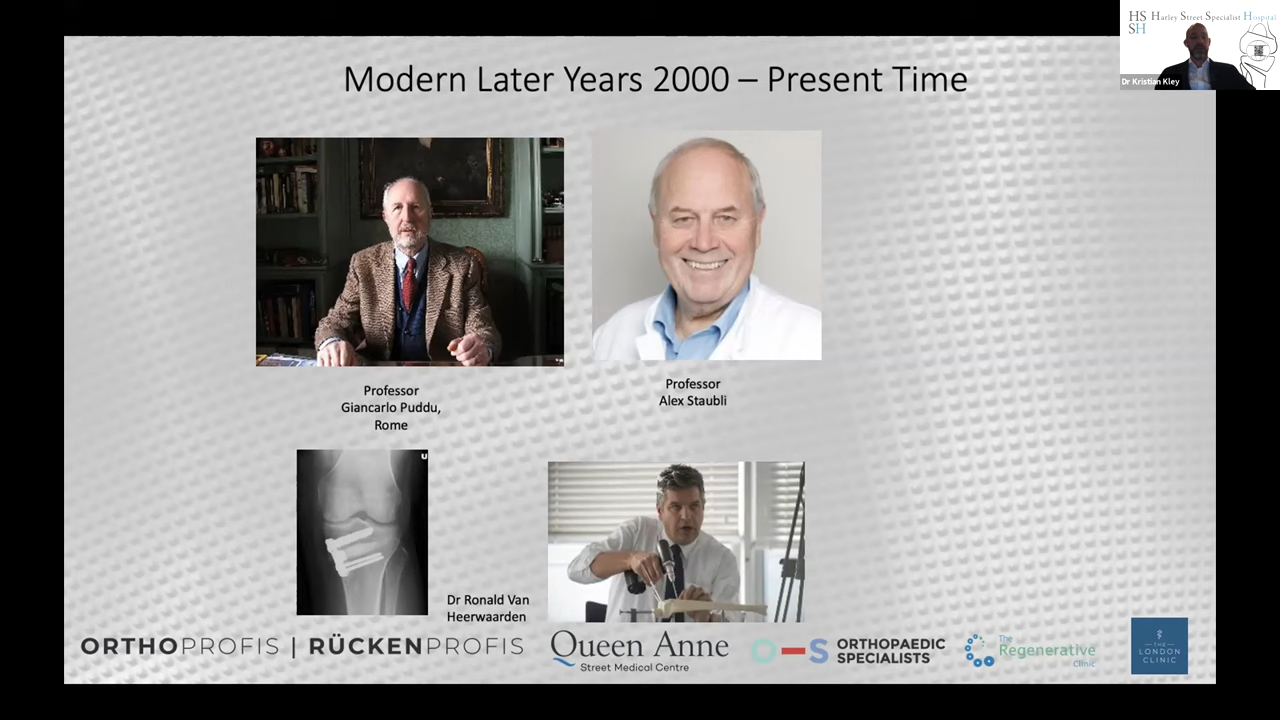 HS Harley Street Specialist Hospital
SH
Dr Kristian Kley
Modern Later Years 2000 – Present Time
Professor
Giancarlo Puddu,
Rome
Professor
Alex Staubli
u
Dr Ronald Van
Heerwaarden
ORTHOPROFIS | RÜCKENPROFIS
Queen Anne
Street Medical Centre
O–S ORTHOPAEDIC
SPECIALISTS
The
Regenerative
Clinic
THE
LONDON
CLINIC